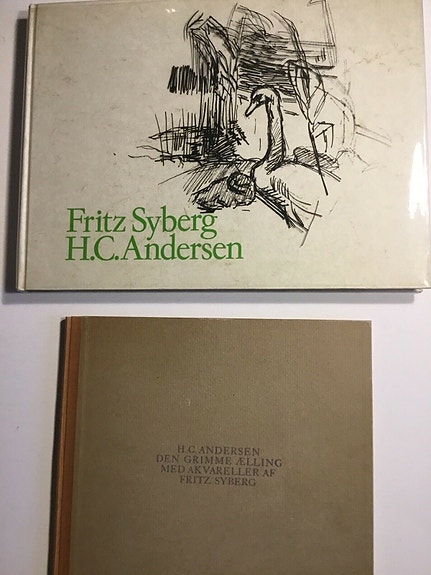 Fritz Syberg
H.C. Andersen
H.C. ANDERSEN
DEN GRIMME ÆLLING
MED AKVARELLER AF
FRITZ SYBERG